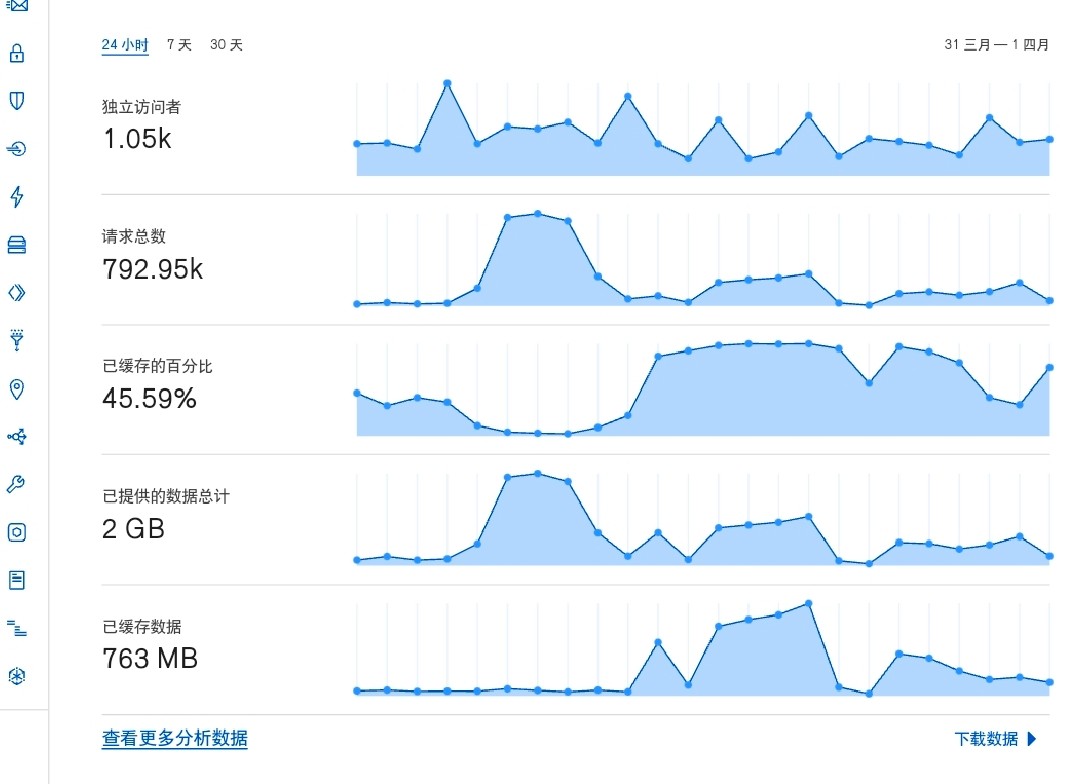 24 小时 7 天 30 天 31 三月 — 1 四月
独立访问者
1.05k
请求总数
792.95k
已缓存的百分比
45.59%
已提供的数据总计
2 GB
已缓存数据
763 MB
查看更多分析数据 下载数据